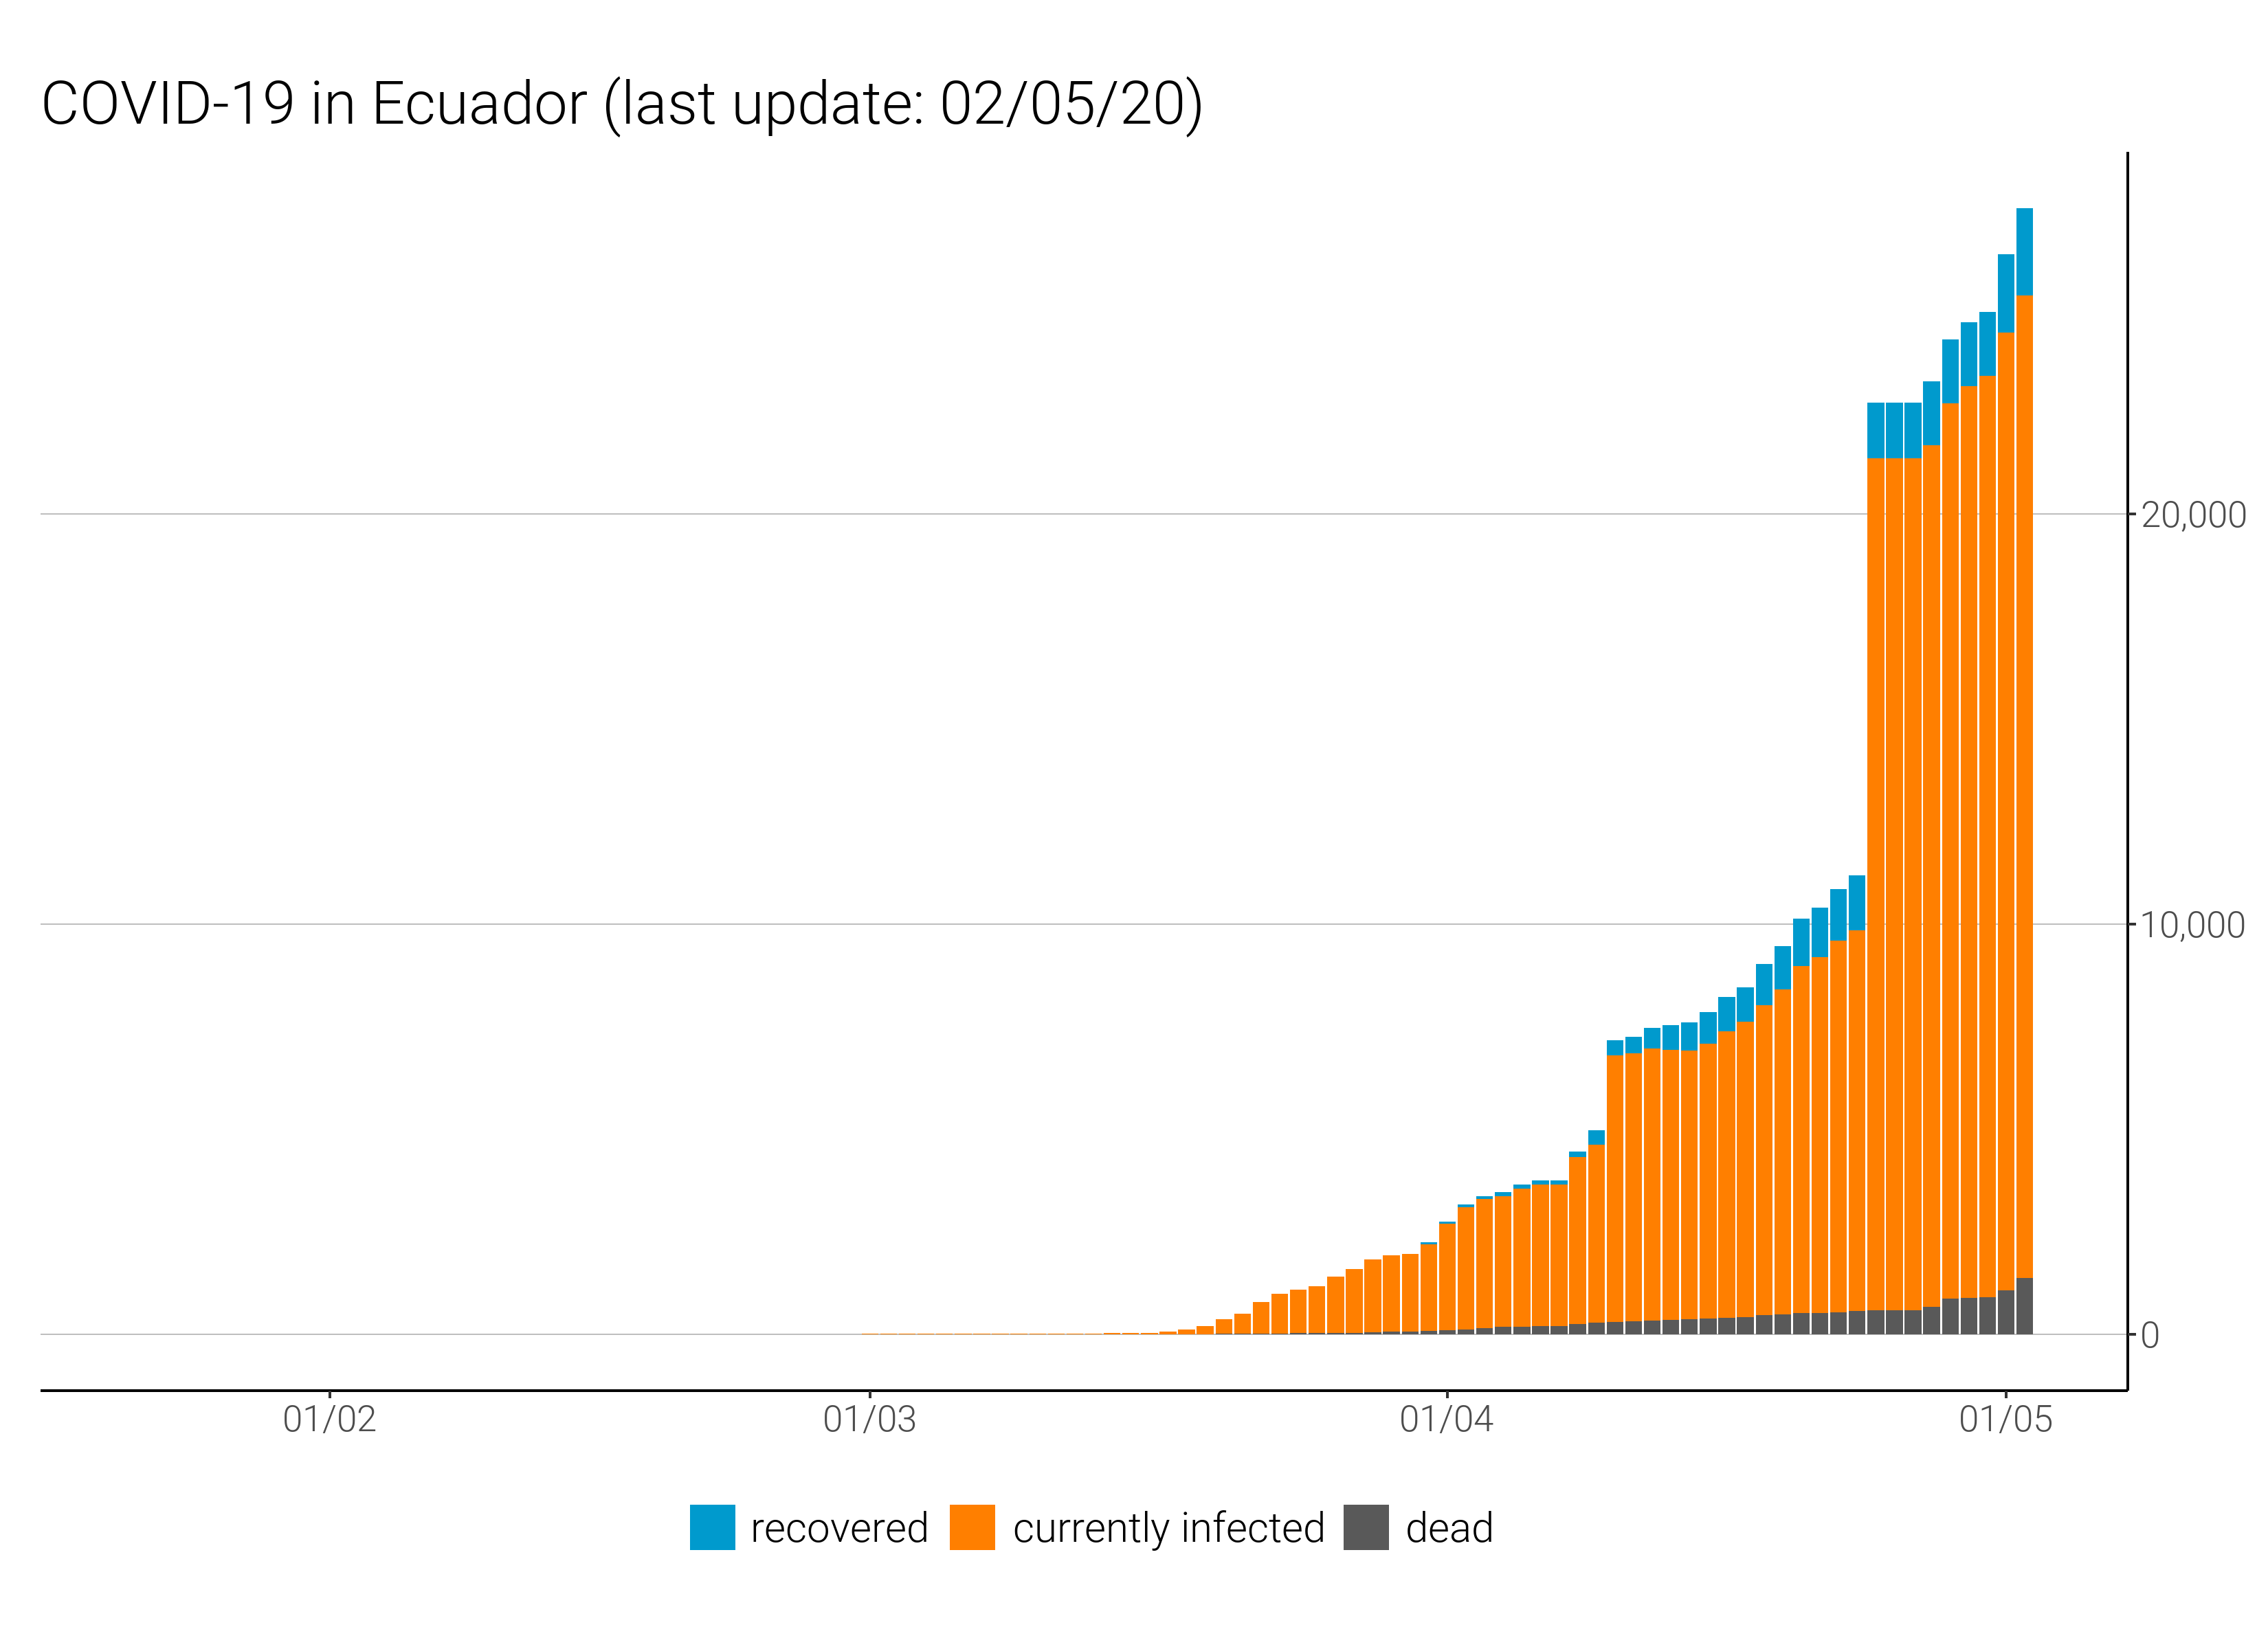 COVID-19 in Ecuador (last update: 02/05/20)
20,000
10,000
0
01/02 01/03 01/04 01/05
recovered currently infected dead